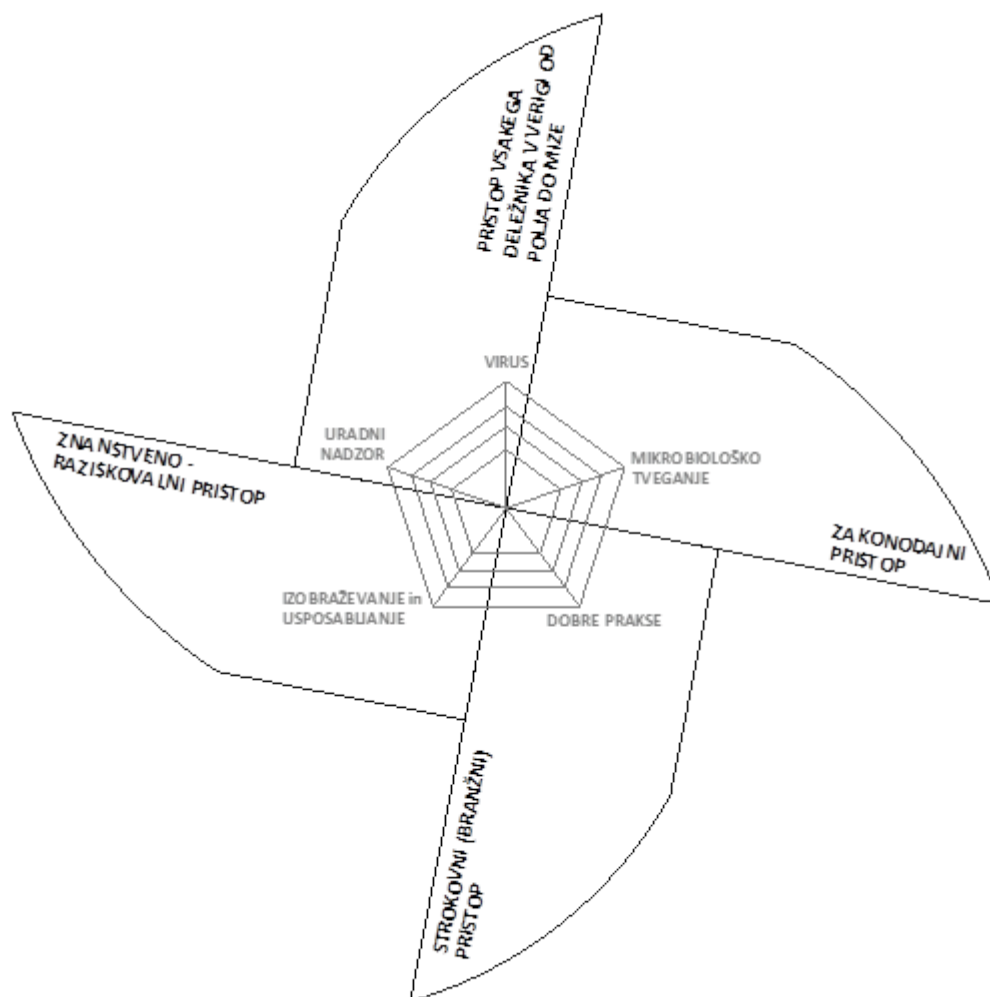 PRISTOP VSAKEGA
DELEŽNIKA V VERIGI OD
POLJA DO MIZE
VIRUS
URADNI
NADZOR
MIKROBIOLOŠKO
TVEGANJE
ZNANSTVENO -
RAZISKOVALNI PRISTOP
ZAKONODAJNI
PRISTOP
IZOBRAŽEVANJE in
USPOSABLJANJE
DOBRE PRAKSE
STROKOVNI (BRANŽNI)
PRISTOP